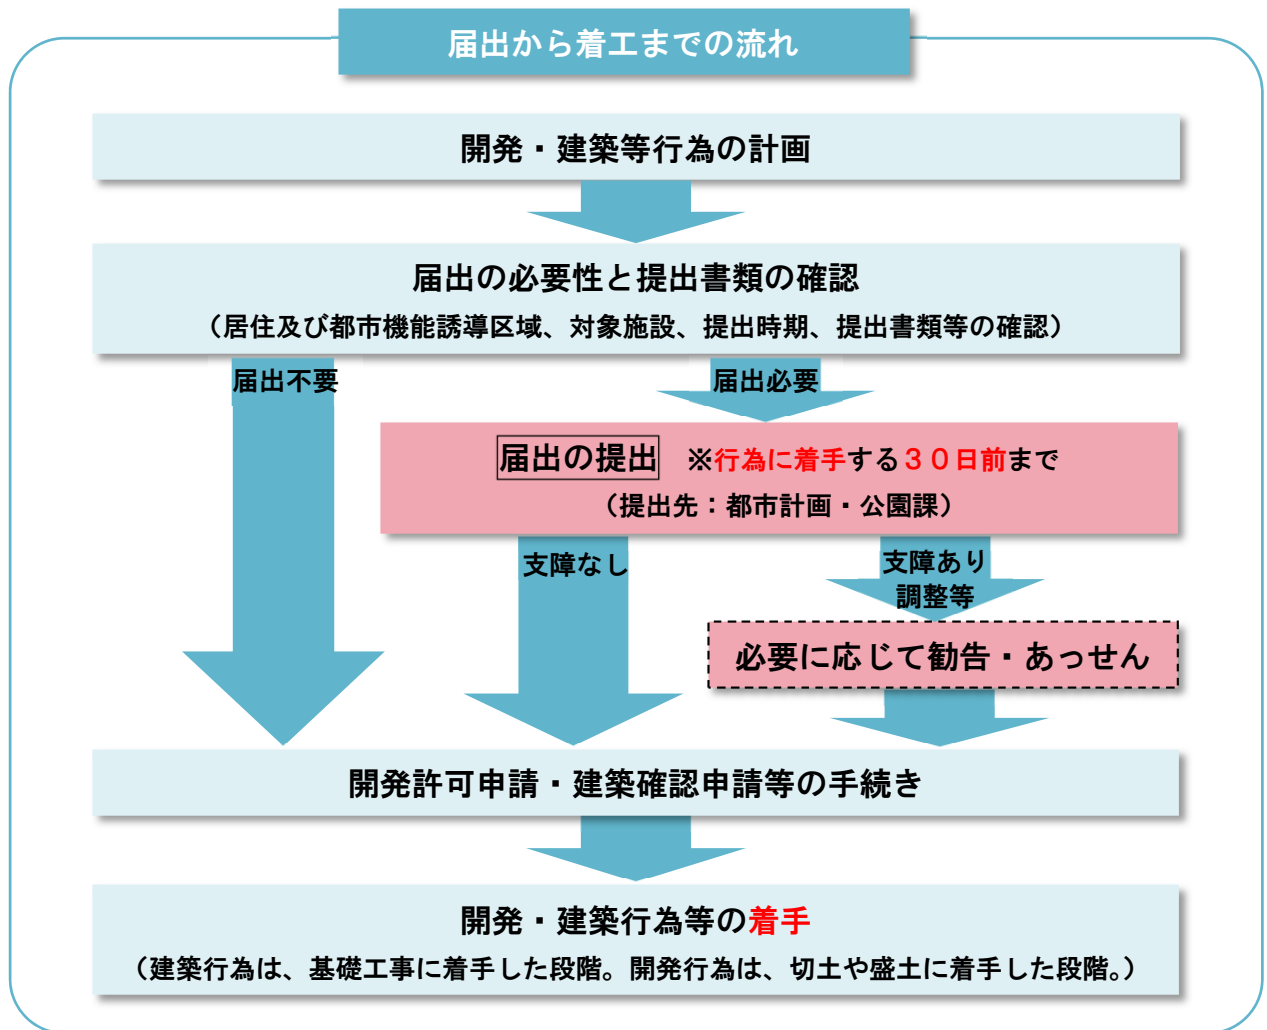 届出から着工までの流れ
開発・建築等行為の計画
届出の必要性と提出書類の確認
（居住及び都市機能誘導区域、対象施設、提出時期、提出書類等の確認）
届出不要
届出必要
届出の提出 ※行為に着手する３０日前まで
（提出先：都市計画・公園課）
支障なし
支障あり
調整等
必要に応じて勧告・あっせん
開発許可申請・建築確認申請等の手続き
開発・建築行為等の着手
（建築行為は、基礎工事に着手した段階。開発行為は、切土や盛土に着手した段階。）